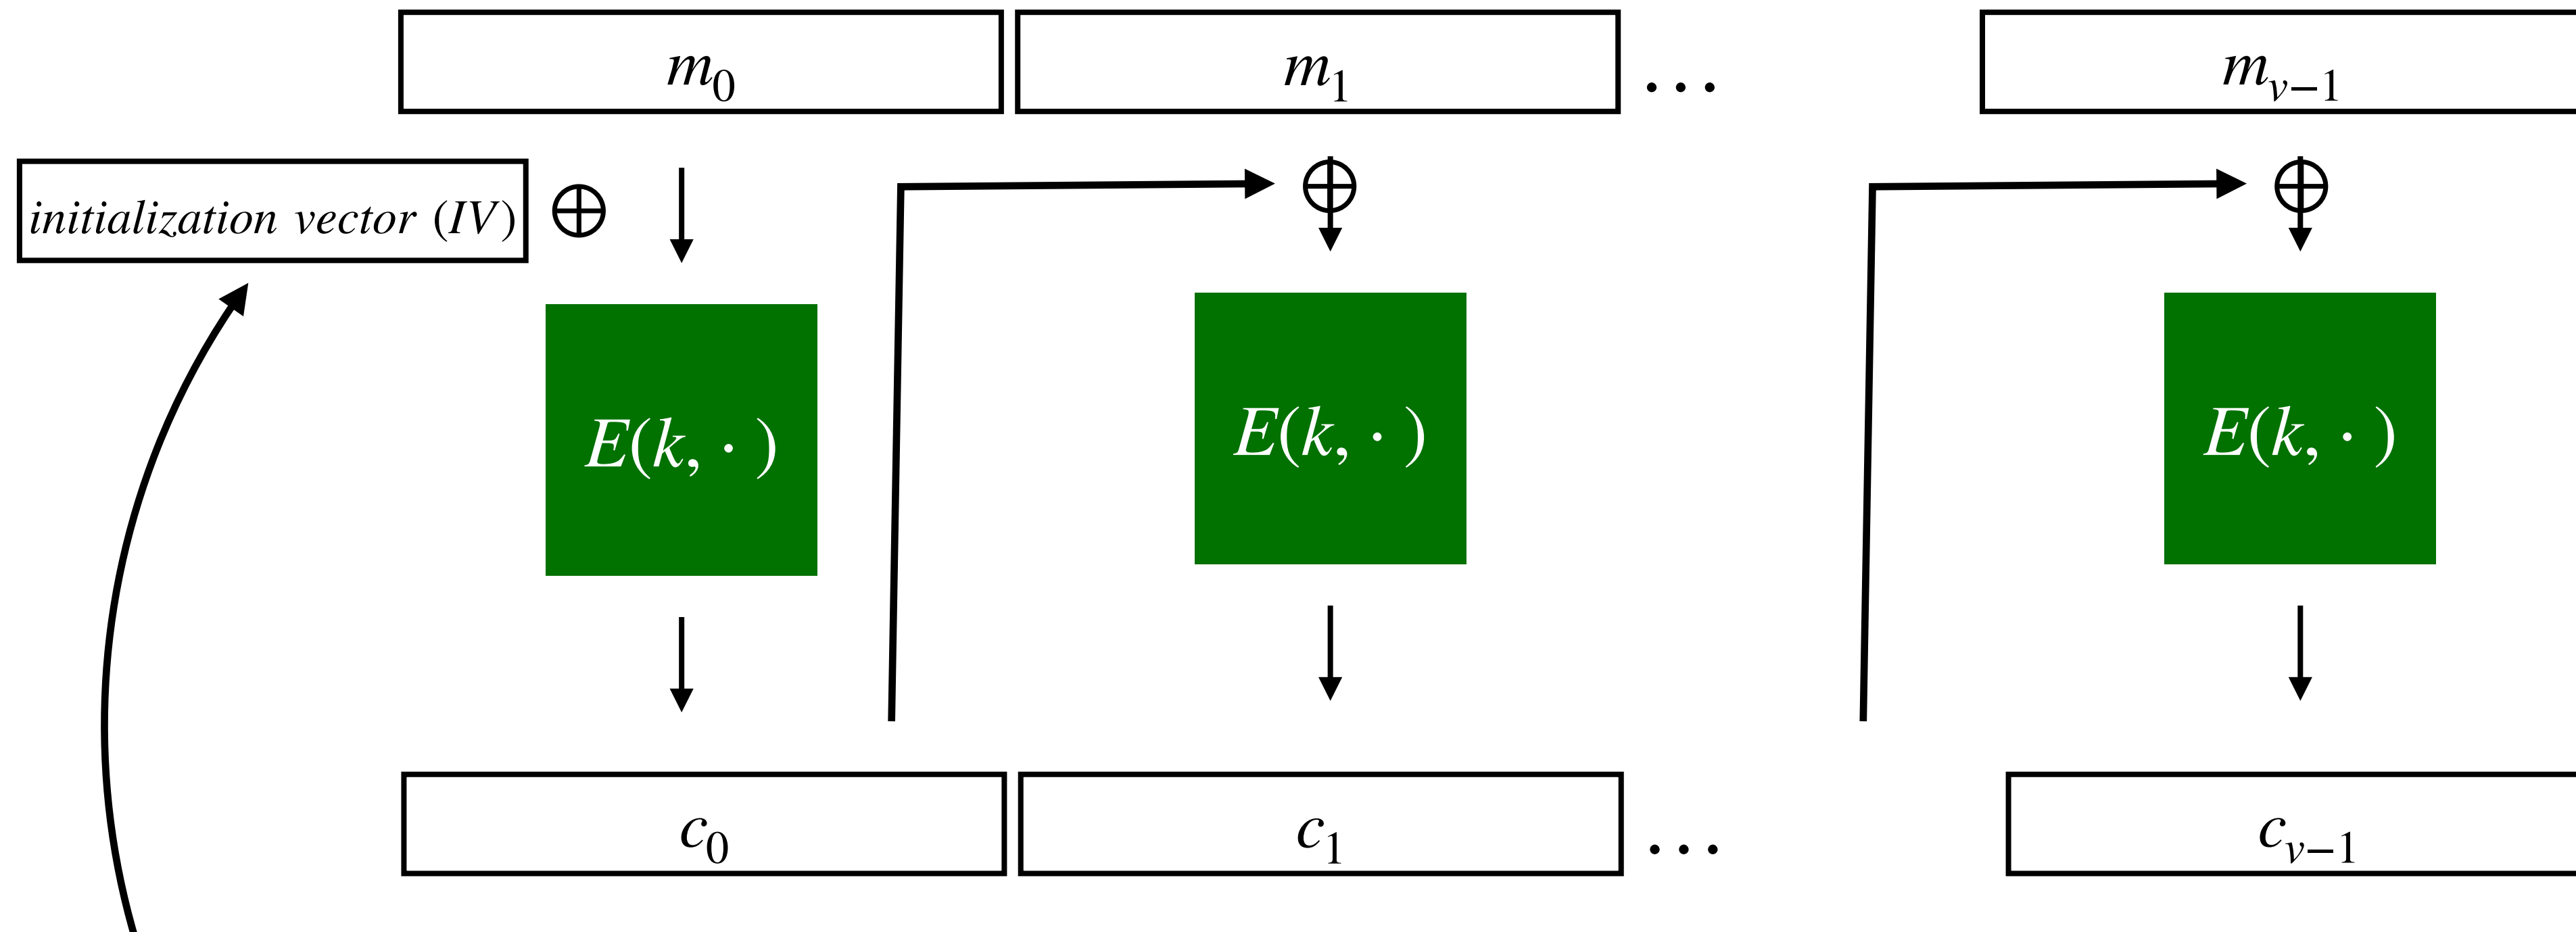 m₀ m₁ … mᵥ₋₁
initialization vector (IV) ⊕ ⊕ ⊕
E(k, · ) E(k, · ) E(k, · )
c₀ c₁ … cᵥ₋₁